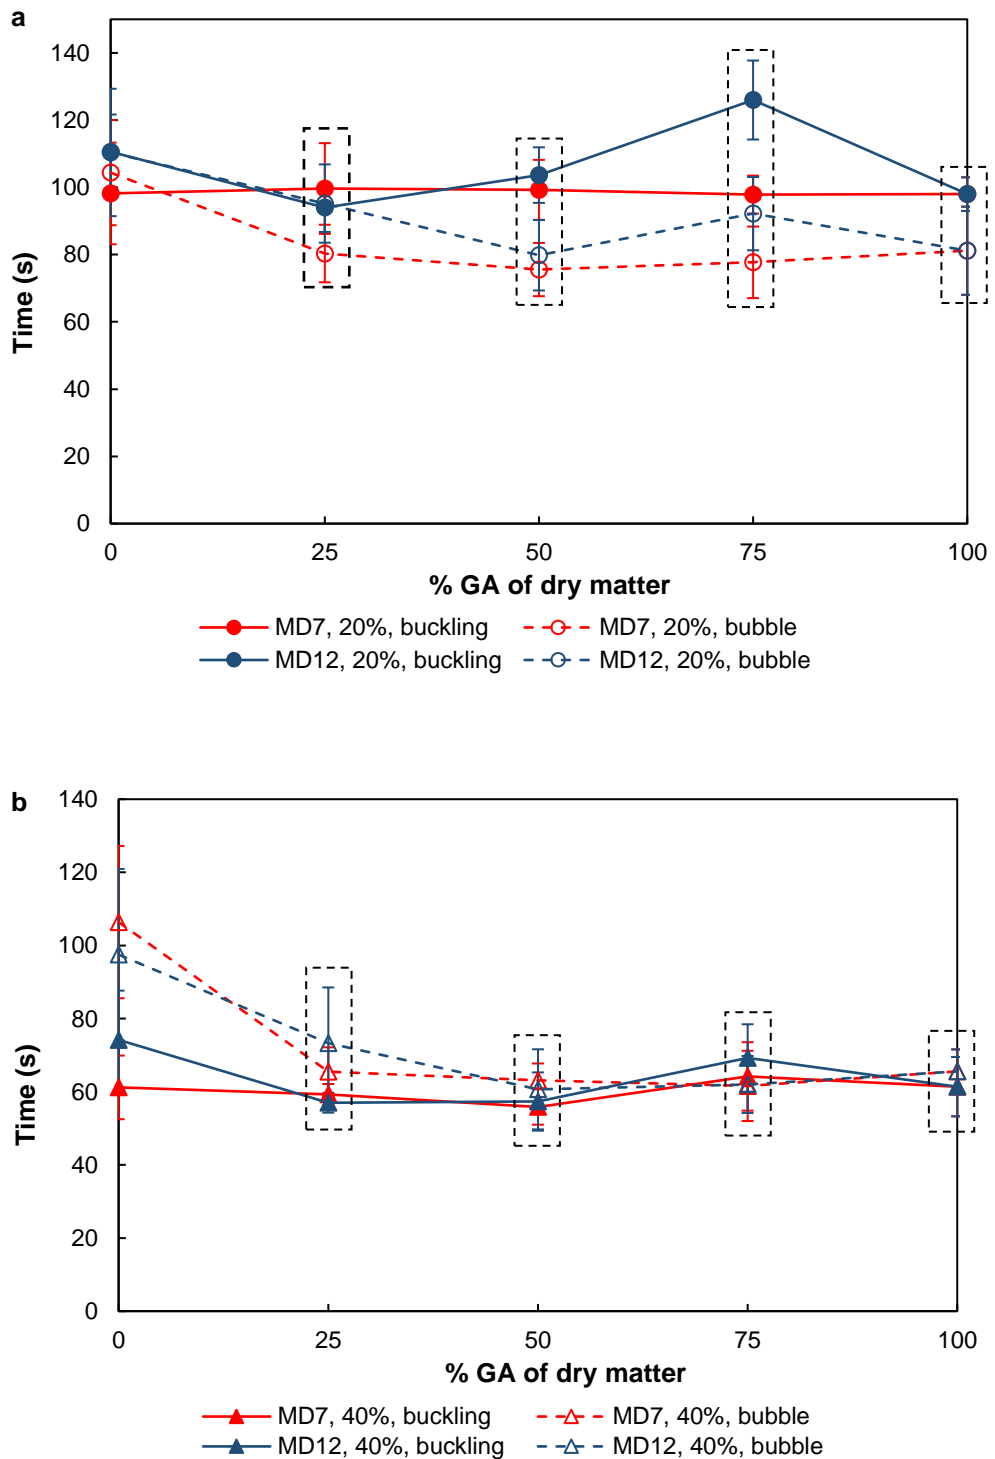 a
140
120
100
80
60
40
20
0
Time (s)
0 25 50 75 100
% GA of dry matter
MD7, 20%, buckling MD7, 20%, bubble
MD12, 20%, buckling MD12, 20%, bubble
b
140
120
100
80
60
40
20
0
Time (s)
0 25 50 75 100
% GA of dry matter
MD7, 40%, buckling MD7, 40%, bubble
MD12, 40%, buckling MD12, 40%, bubble